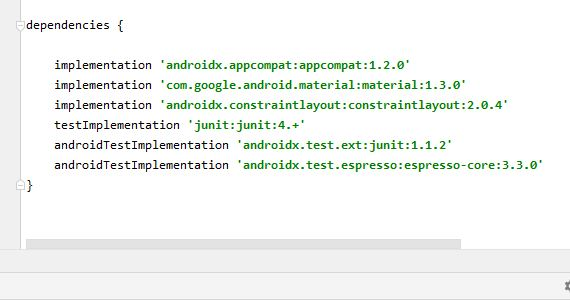 dependencies {
implementation 'androidx.appcompat:appcompat:1.2.0'
implementation 'com.google.android.material:material:1.3.0'
implementation 'androidx.constraintlayout:constraintlayout:2.0.4'
testImplementation 'junit:junit:4.+'
androidTestImplementation 'androidx.test.ext:junit:1.1.2'
androidTestImplementation 'androidx.test.espresso:espresso-core:3.3.0'
}